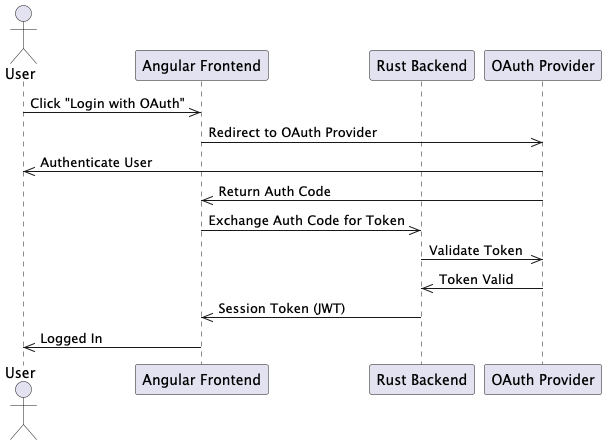 User
Angular Frontend
Rust Backend
OAuth Provider
Click "Login with OAuth"
Redirect to OAuth Provider
Authenticate User
Return Auth Code
Exchange Auth Code for Token
Validate Token
Token Valid
Session Token (JWT)
Logged In
User
Angular Frontend
Rust Backend
OAuth Provider